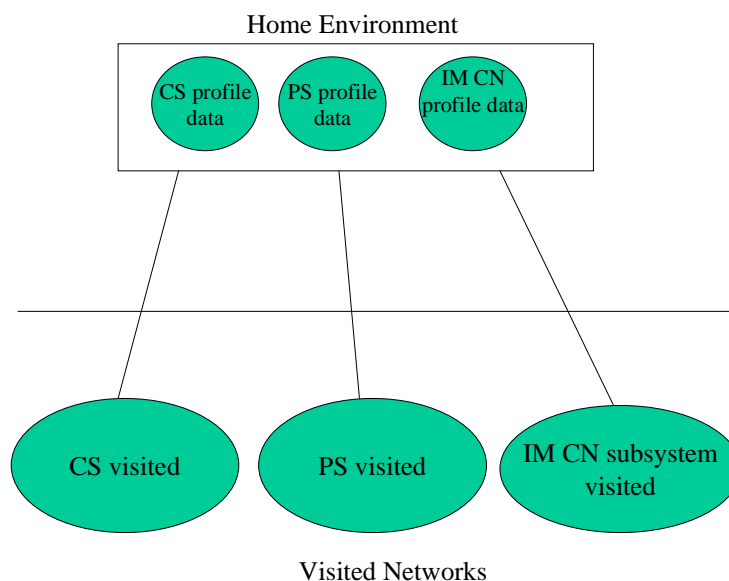 Home Environment
CS profile
data
PS profile
data
IM CN
profile data
CS visited
PS visited
IM CN subsystem
visited
Visited Networks